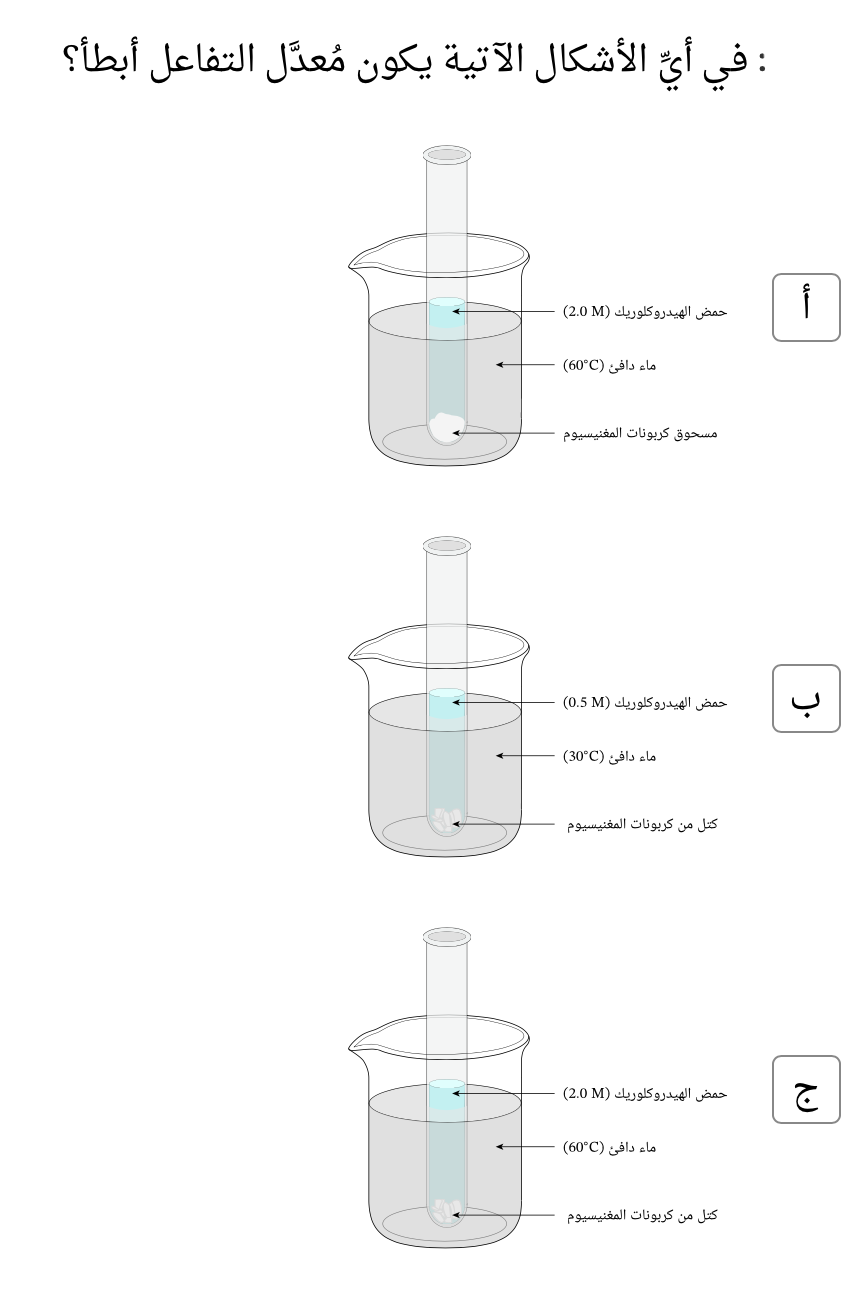 : في أيِّ الأشكال الآتية يكون مُعدَّل التفاعل أبطأ؟
أ
حمض الهيدروكلوريك (2.0 M)
ماء دافئ (60°C)
مسحوق كربونات المغنيسيوم
ب
حمض الهيدروكلوريك (0.5 M)
ماء دافئ (30°C)
كتل من كربونات المغنيسيوم
ج
حمض الهيدروكلوريك (2.0 M)
ماء دافئ (60°C)
كتل من كربونات المغنيسيوم